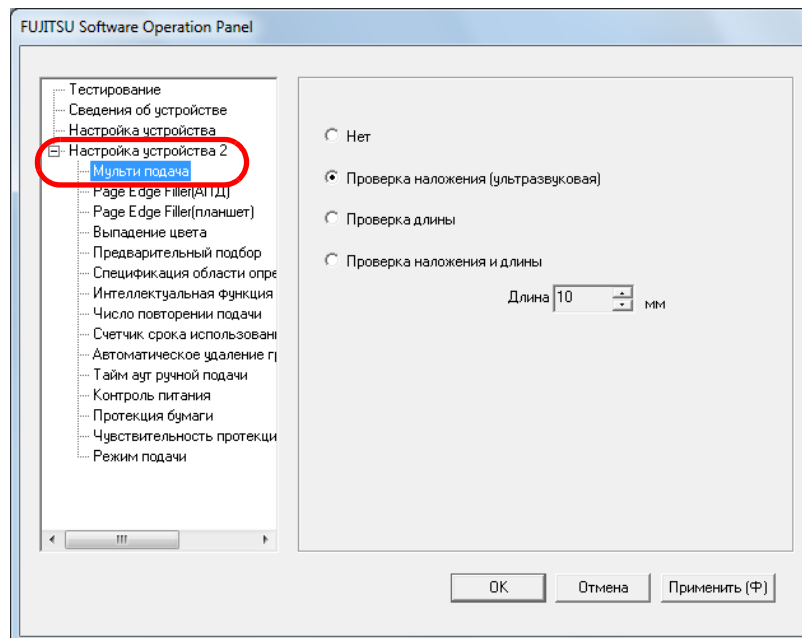 FUJITSU Software Operation Panel
Тестирование
Сведения об устройстве
Настройка устройства
Настройка устройства 2
Мульти подача
Page Edge Filler(АПД)
Page Edge Filler(планшет)
Выпадение цвета
Предварительный подбор
Спецификация области опре
Интеллектуальная функция
Число повторении подачи
Счетчик срока использовани
Автоматическое удаление гр
Тайм аут ручной подачи
Контроль питания
Протекция бумаги
Чувствительность протекци
Режим подачи
Нет
Проверка наложения (ультразвуковая)
Проверка длины
Проверка наложения и длины
Длина 10 мм
OK Отмена Применить (Ф)